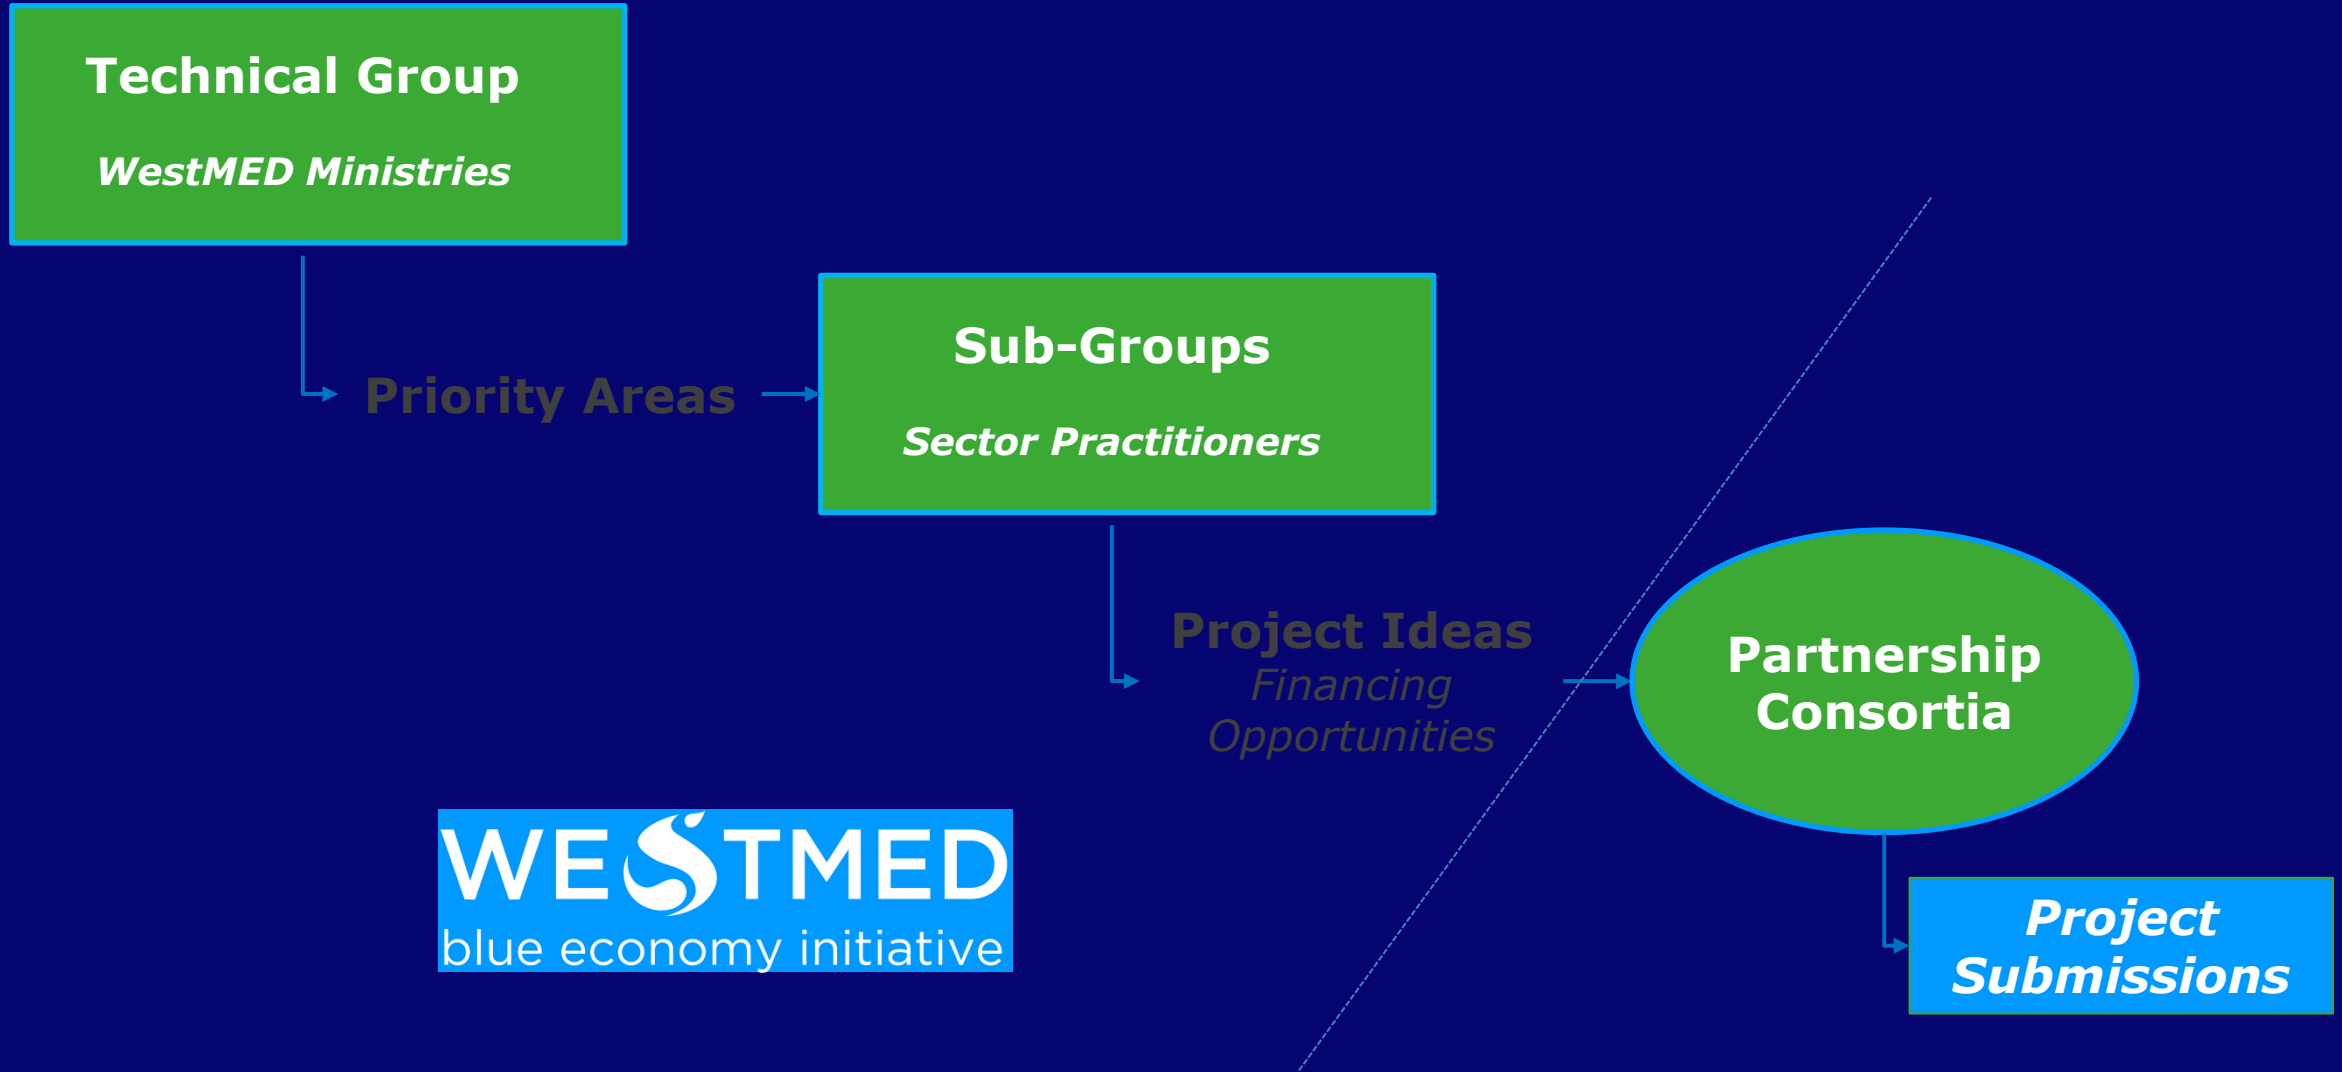 Technical Group
WestMED Ministries
Priority Areas
Sub-Groups
Sector Practitioners
Project Ideas
Financing
Opportunities
Partnership
Consortia
Project
Submissions
WESTMED
blue economy initiative